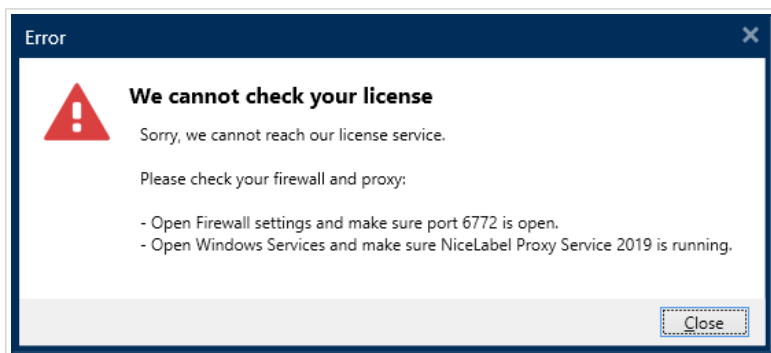 Error
We cannot check your license
Sorry, we cannot reach our license service.
Please check your firewall and proxy:
- Open Firewall settings and make sure port 6772 is open.
- Open Windows Services and make sure NiceLabel Proxy Service 2019 is running.
Close